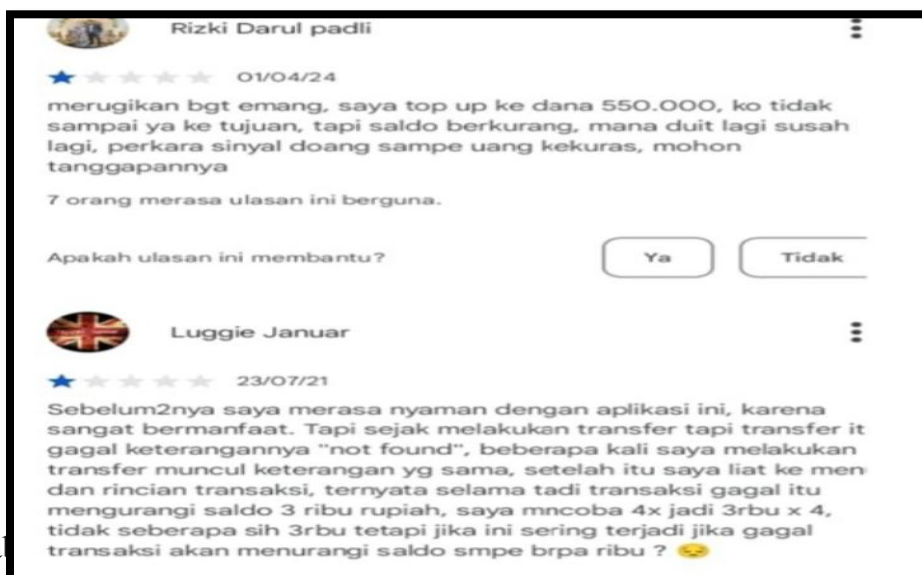 Rizki Darul padli
01/04/24
merugikan bgt emang, saya top up ke dana 550.000, ko tidak
sampai ya ke tujuan, tapi saldo berkurang, mana duit lagi susah
lagi, perkara sinyal doang sampe uang kekuras, mohon
tanggapannya
7 orang merasa ulasan ini berguna.
Apakah ulasan ini membantu? Ya Tidak
Luggie Januar
23/07/21
Sebelum2nya saya merasa nyaman dengan aplikasi ini, karena
sangat bermanfaat. Tapi sejak melakukan transfer tapi transfer it
gagal keterangannya "not found", beberapa kali saya melakukan
transfer muncul keterangan yg sama, setelah itu saya liat ke men
dan rincian transaksi, ternyata selama tadi transaksi gagal itu
mengurangi saldo 3 ribu rupiah, saya mncoba 4x jadi 3rbu x 4,
tidak seberapa sih 3rbu tetapi jika ini sering terjadi jika gagal
transaksi akan menurangi saldo smpe brpa ribu ? 😔